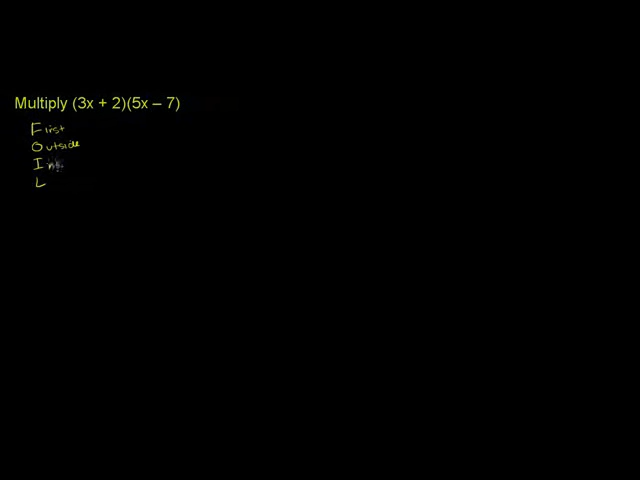 Multiply (3x + 2)(5x – 7)
First
Outside
I
L